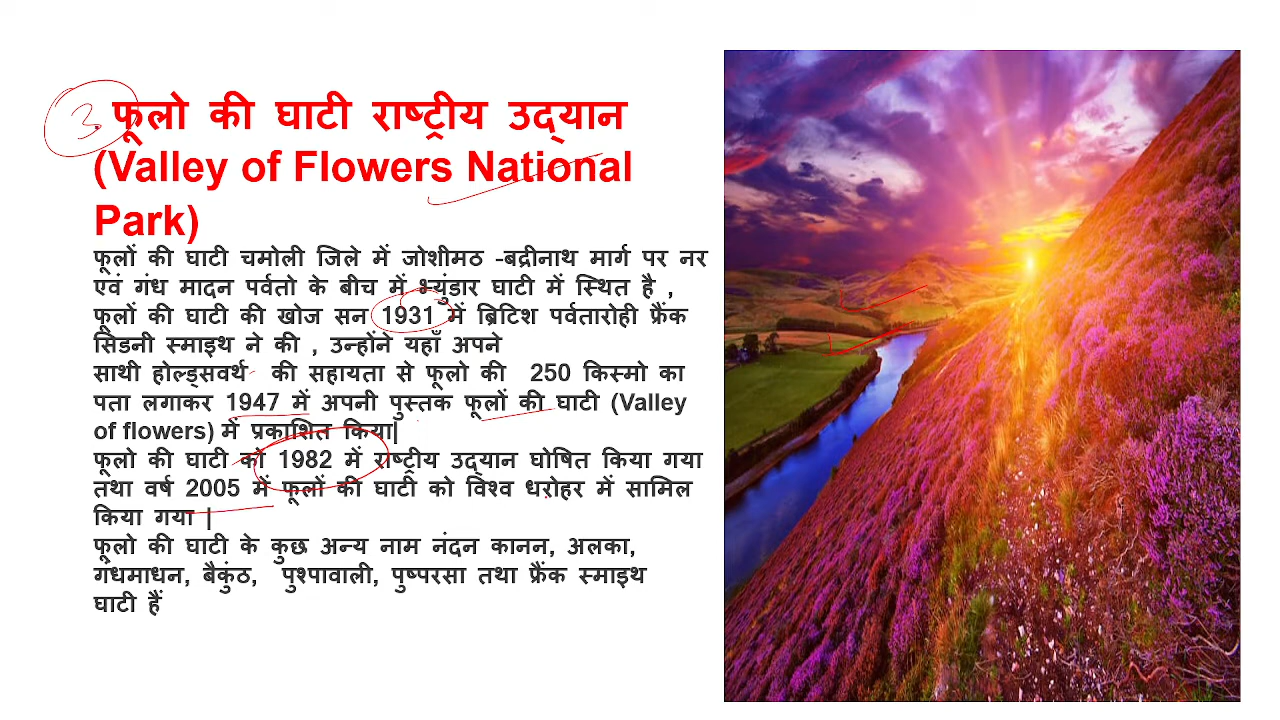 3. फूलो की घाटी राष्ट्रीय उद्यान
(Valley of Flowers National
Park)
फूलों की घाटी चमोली जिले में जोशीमठ -बद्रीनाथ मार्ग पर नर
एवं गंध मादन पर्वतो के बीच में भ्युंडार घाटी में स्थित है ,
फूलों की घाटी की खोज सन 1931 में ब्रिटिश पर्वतारोही फ्रैंक
सिडनी स्माइथ ने की , उन्होंने यहाँ अपने
साथी होल्ड्सवर्थ की सहायता से फूलो की 250 किस्मो का
पता लगाकर 1947 में अपनी पुस्तक फूलों की घाटी (Valley
of flowers) में प्रकाशित किया|
फूलो की घाटी को 1982 में राष्ट्रीय उद्यान घोषित किया गया
तथा वर्ष 2005 में फूलों की घाटी को विश्व धरोहर में सामिल
किया गया |
फूलो की घाटी के कुछ अन्य नाम नंदन कानन, अलका,
गंधमाधन, बैकुंठ, पुश्पावाली, पुष्परसा तथा फ्रैंक स्माइथ
घाटी हैं